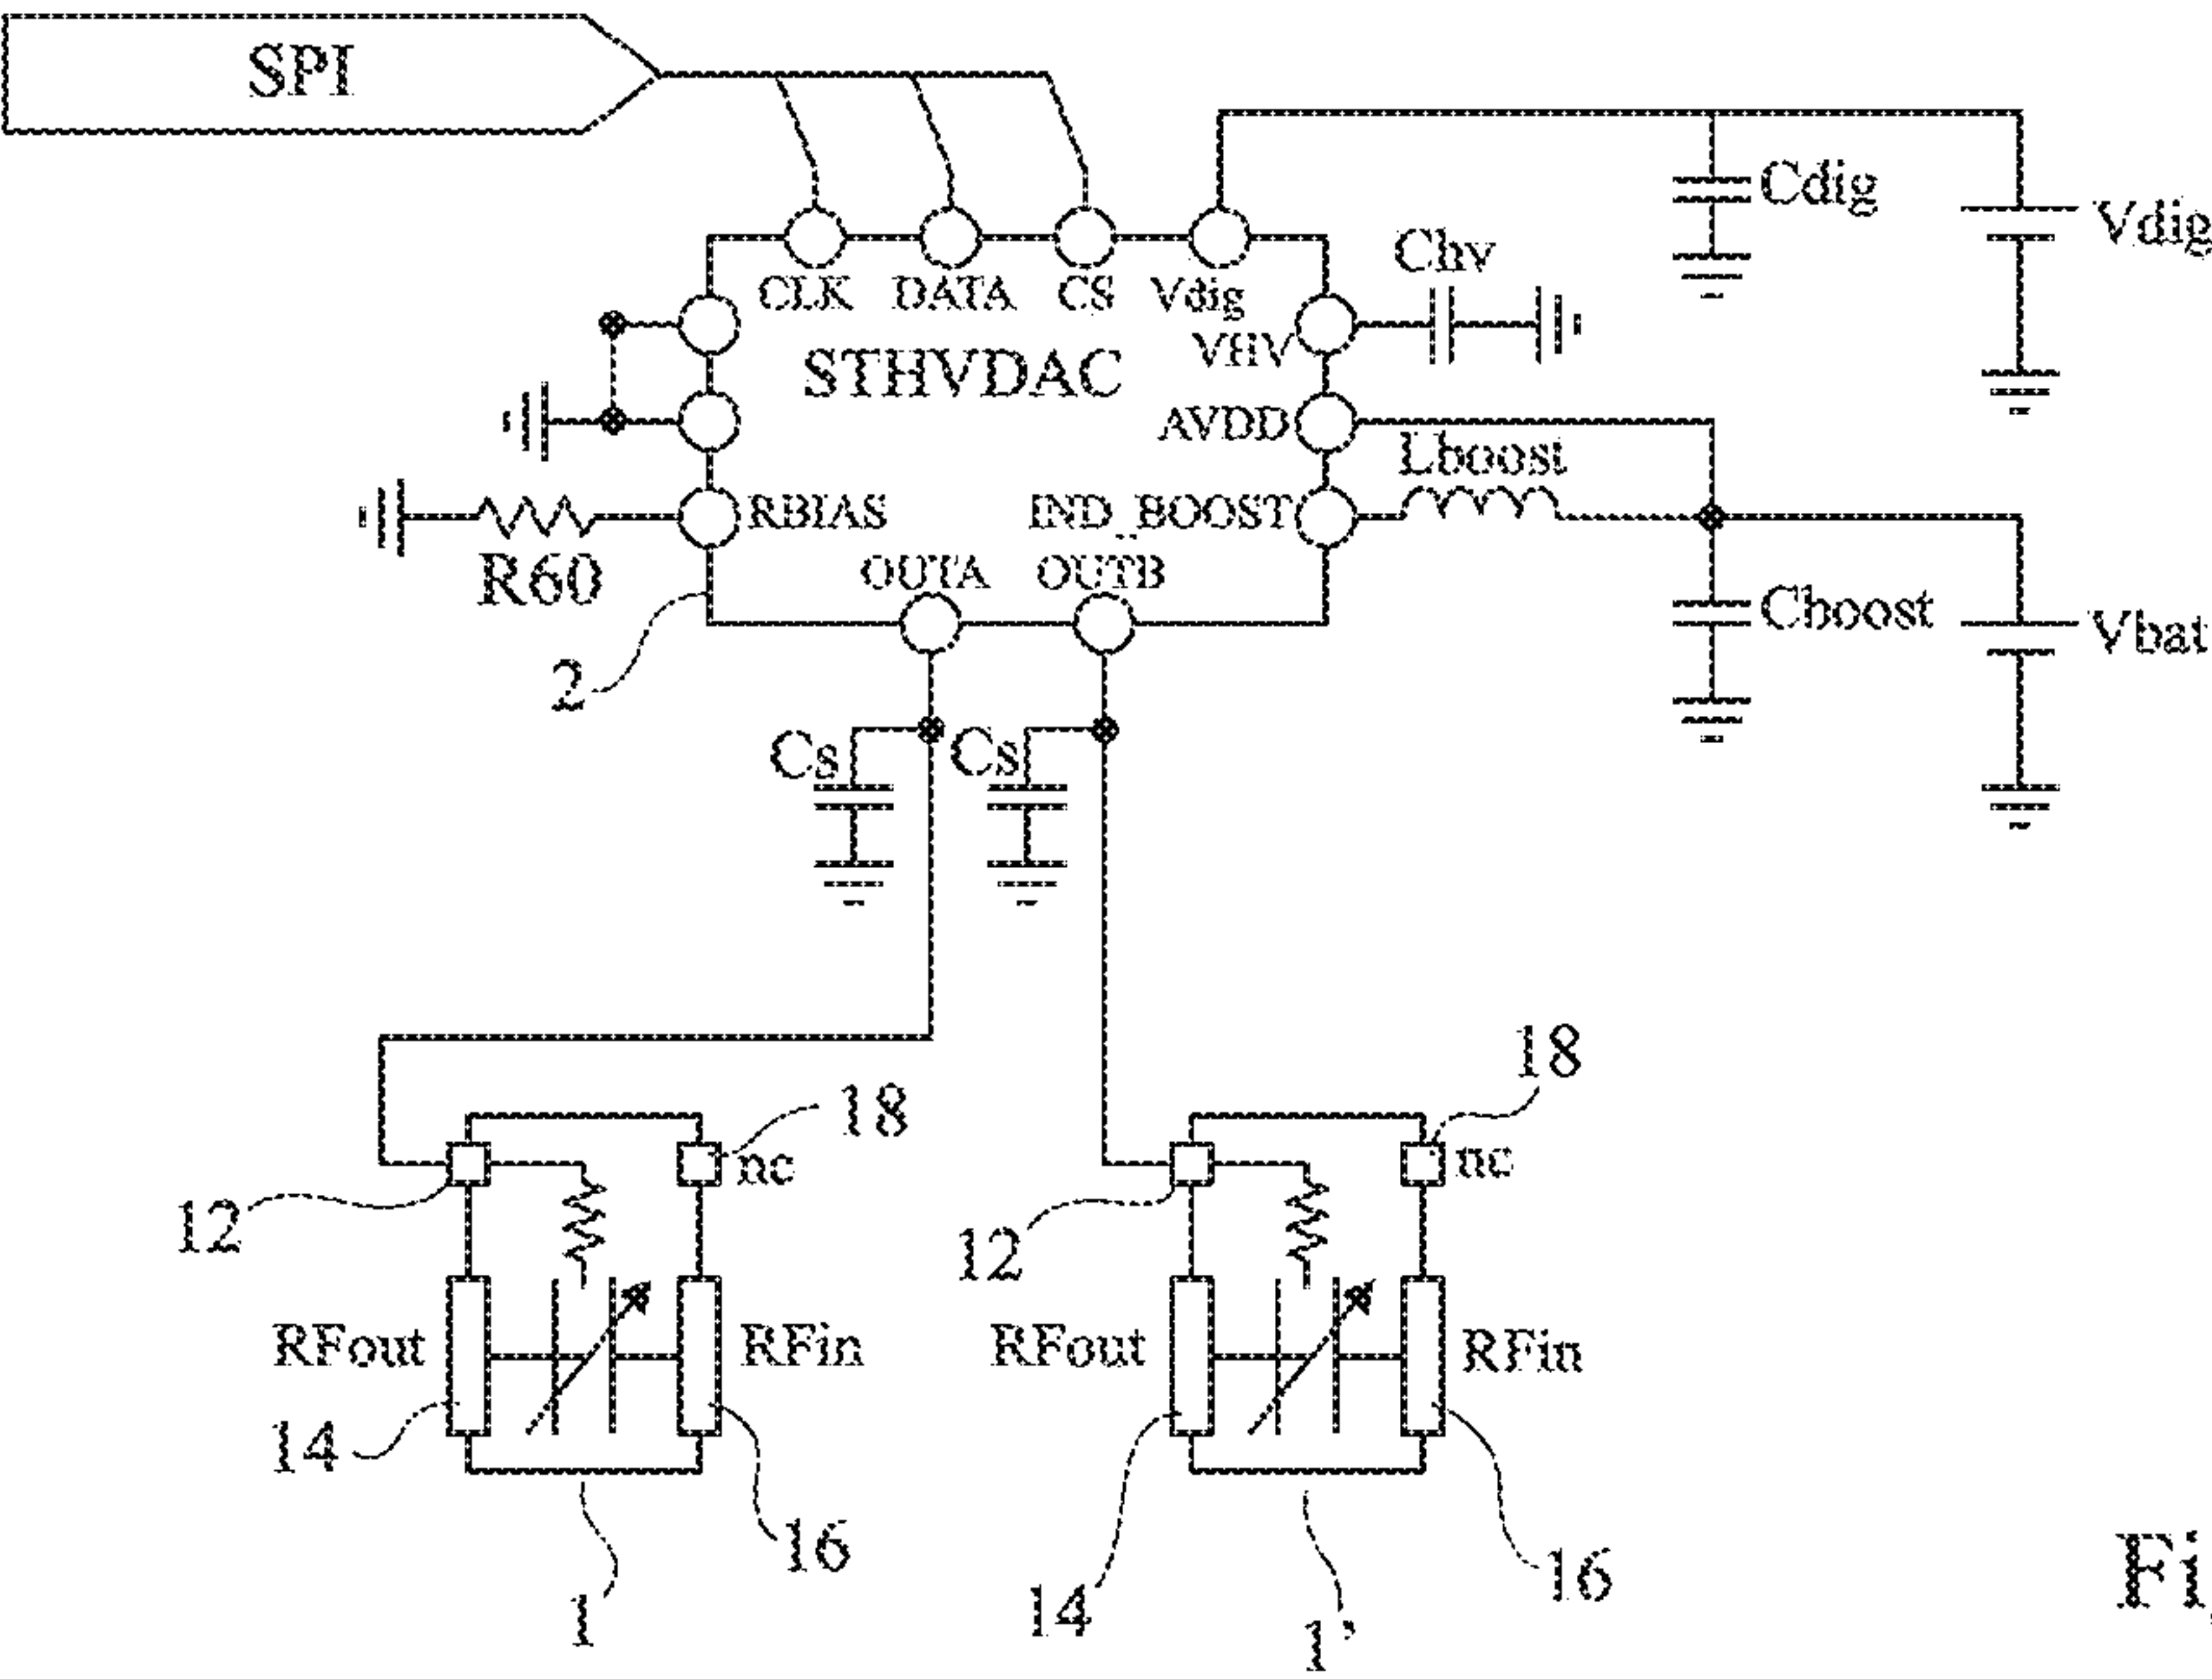 SPI
Cdig
Vdig
Chv
CLK DATA CS Vdig
VHV
STHVDAC
AVDD
Lboost
RBIAS IND_BOOST
R60
OUTA OUTB
Cboost
Vbat
2
Cs Cs
18
18
nc
nc
12
12
RFout RFin
RFout RFin
14
16
14
16
1
1'
Fi